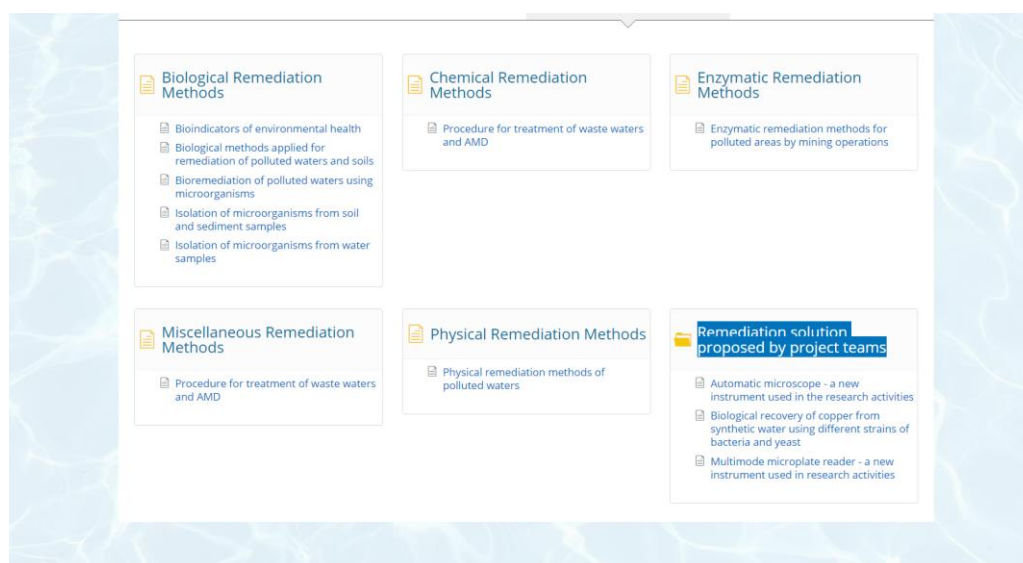 Biological Remediation
Methods
Bioindicators of environmental health
Biological methods applied for
remediation of polluted waters and soils
Bioremediation of polluted waters using
microorganisms
Isolation of microorganisms from soil
and sediment samples
Isolation of microorganisms from water
samples
Chemical Remediation
Methods
Procedure for treatment of waste waters
and AMD
Enzymatic Remediation
Methods
Enzymatic remediation methods for
polluted areas by mining operations
Miscellaneous Remediation
Methods
Procedure for treatment of waste waters
and AMD
Physical Remediation Methods
Physical remediation methods of
polluted waters
Remediation solution
proposed by project teams
Automatic microscope - a new
instrument used in the research activities
Biological recovery of copper from
synthetic water using different strains of
bacteria and yeast
Multimode microplate reader - a new
instrument used in research activities